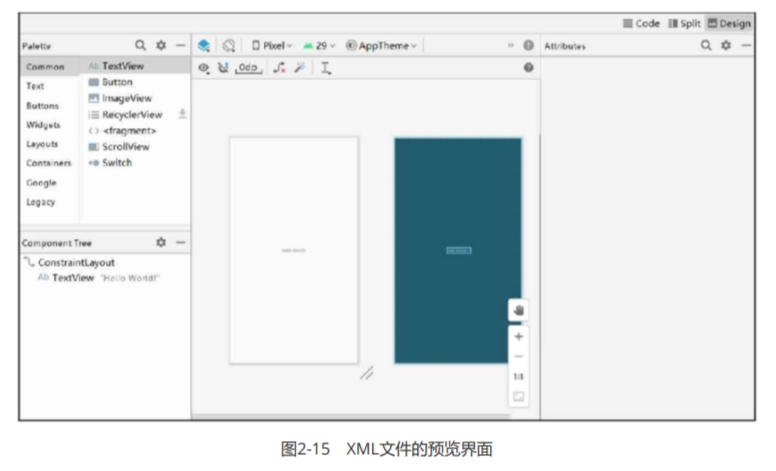 Code Split Design
Palette
Pixel 29 AppTheme
Attributes
Common
Text
Buttons
Widgets
Layouts
Containers
Google
Legacy
Ab TextView
Button
ImageView
RecyclerView
<fragment>
ScrollView
Switch
0dp
Component Tree
ConstraintLayout
Ab TextView "Hello World!"
1:1
图2-15 XML文件的预览界面